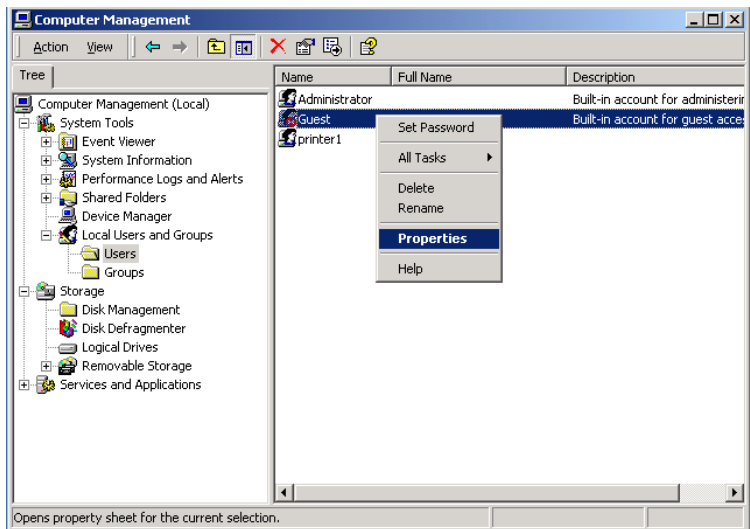 Computer Management
Action View
Tree
Name Full Name Description
Computer Management (Local)
System Tools
Event Viewer
System Information
Performance Logs and Alerts
Shared Folders
Device Manager
Local Users and Groups
Users
Groups
Storage
Disk Management
Disk Defragmenter
Logical Drives
Removable Storage
Services and Applications
Administrator Built-in account for administerin
Guest Built-in account for guest acces
printer1
Set Password
All Tasks
Delete
Rename
Properties
Help
Opens property sheet for the current selection.